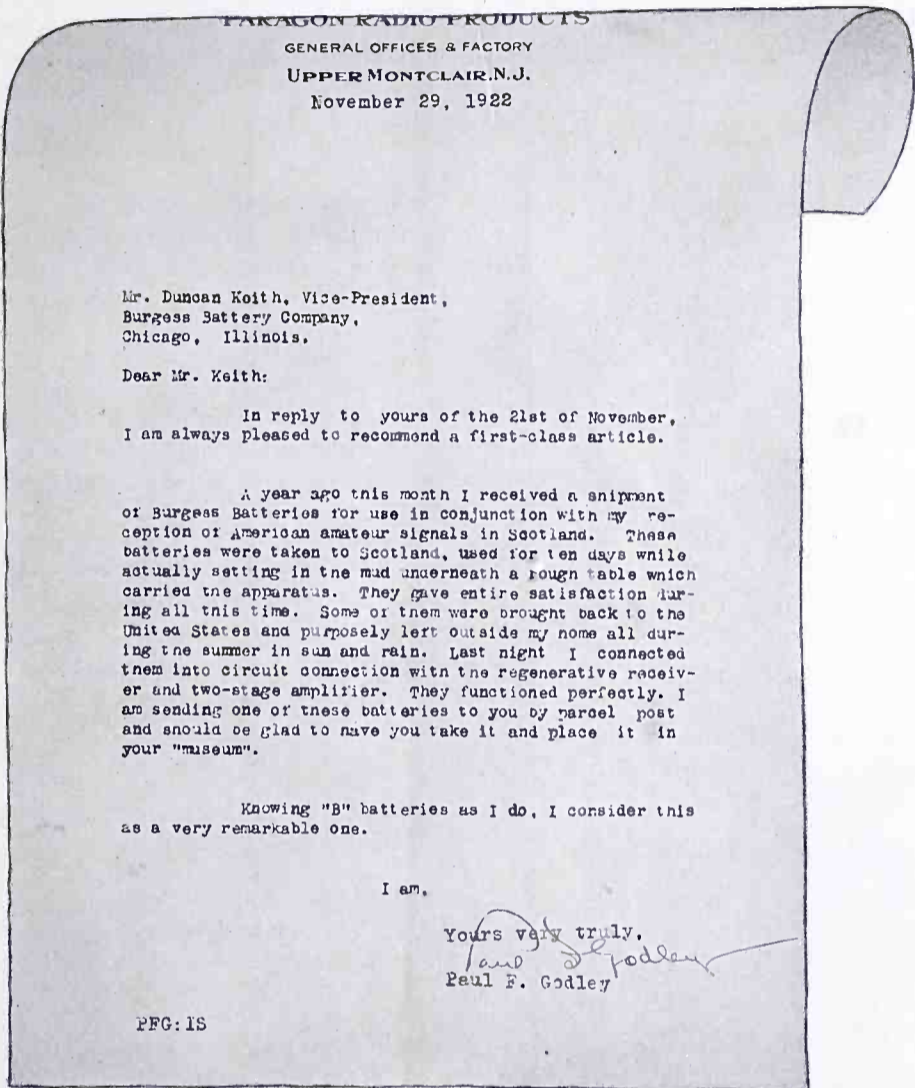 PARAGON RADIO PRODUCTS
GENERAL OFFICES & FACTORY
UPPER MONTCLAIR.N.J.
November 29, 1922
Mr. Duncan Keith, Vice-President,
Burgess Battery Company,
Chicago, Illinois.
Dear Mr. Keith:
In reply to yours of the 21st of November,
I am always pleased to recommend a first-class article.
A year ago this month I received a shipment
of Burgess Batteries for use in conjunction with my re-
ception of American amateur signals in Scotland. These
batteries were taken to Scotland, used for ten days while
actually setting in the mud underneath a rough table which
carried the apparatus. They gave entire satisfaction dur-
ing all this time. Some of them were brought back to the
United States and purposely left outside my home all dur-
ing the summer in sun and rain. Last night I connected
them into circuit connection with the regenerative receiv-
er and two-stage amplifier. They functioned perfectly. I
am sending one of these batteries to you by parcel post
and should be glad to have you take it and place it in
your "museum".
Knowing "B" batteries as I do, I consider this
as a very remarkable one.
I am,
Yours very truly,
Paul F Godley
Paul F. Godley
PFG:IS